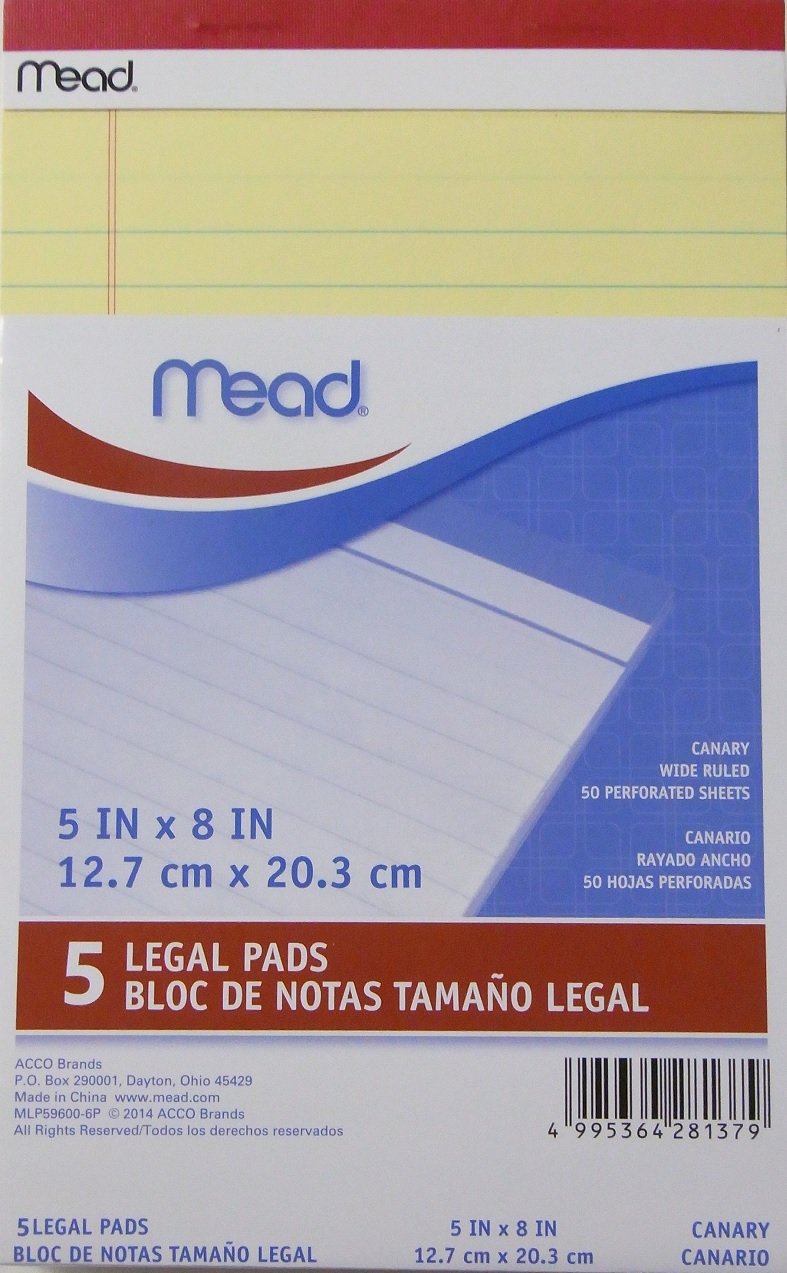 Mead®
Mead®
CANARY
WIDE RULED
50 PERFORATED SHEETS
CANARIO
RAYADO ANCHO
50 HOJAS PERFORADAS
5 IN x 8 IN
12.7 cm x 20.3 cm
5 LEGAL PADS
BLOC DE NOTAS TAMAÑO LEGAL
ACCO Brands
P.O. Box 290001, Dayton, Ohio 45429
Made in China www.mead.com
MLP59600-6P © 2014 ACCO Brands
All Rights Reserved/Todos los derechos reservados
4 995364 281379
5 LEGAL PADS
BLOC DE NOTAS TAMAÑO LEGAL
5 IN x 8 IN
12.7 cm x 20.3 cm
CANARY
CANARIO